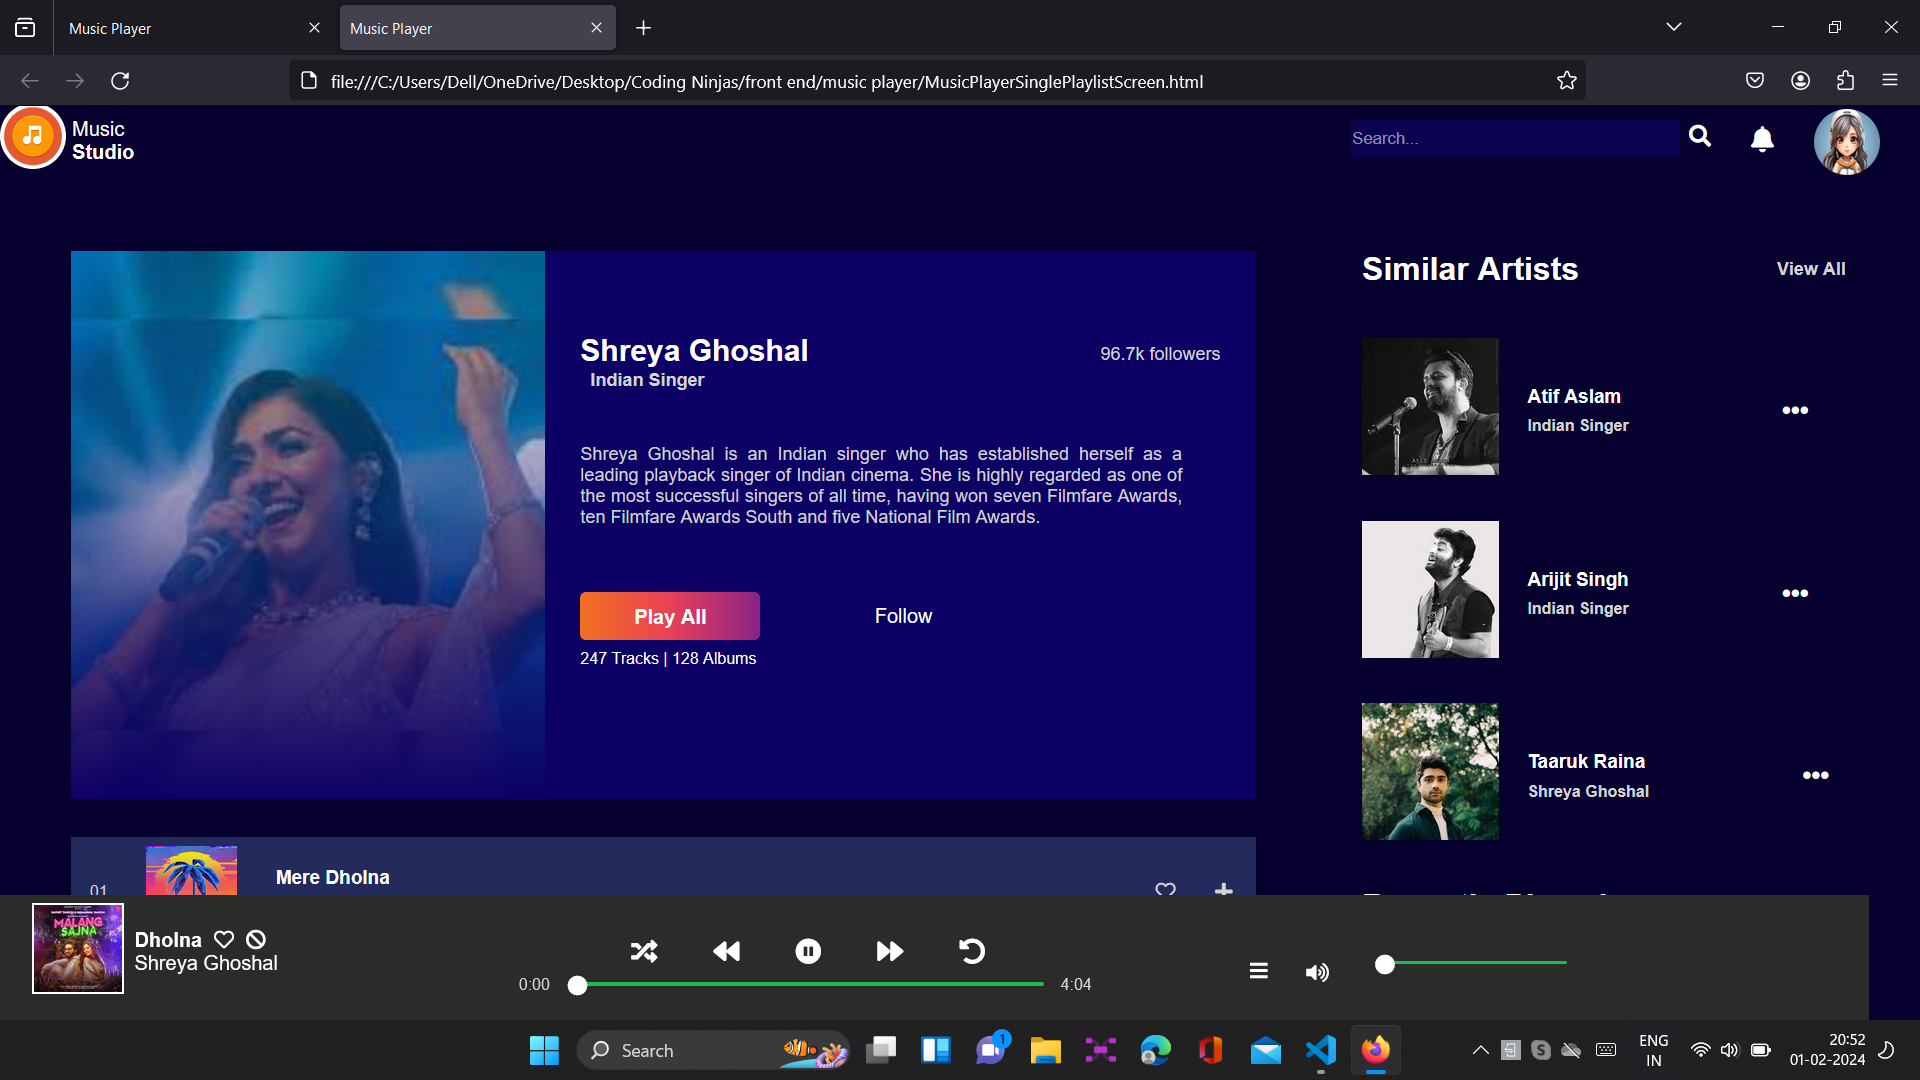 Music Player
Music Player
file:///C:/Users/Dell/OneDrive/Desktop/Coding Ninjas/front end/music player/MusicPlayerSinglePlaylistScreen.html
Music
Studio
Search...
Similar Artists
View All
Shreya Ghoshal
96.7k followers
Indian Singer
Shreya Ghoshal is an Indian singer who has established herself as a
leading playback singer of Indian cinema. She is highly regarded as one of
the most successful singers of all time, having won seven Filmfare Awards,
ten Filmfare Awards South and five National Film Awards.
Play All
Follow
247 Tracks | 128 Albums
Atif Aslam
Indian Singer
Arijit Singh
Indian Singer
Taaruk Raina
Shreya Ghoshal
01
Mere Dholna
MALANG
SAJNA
Dholna
Shreya Ghoshal
0:00
4:04
Search
1
ENG
IN
20:52
01-02-2024